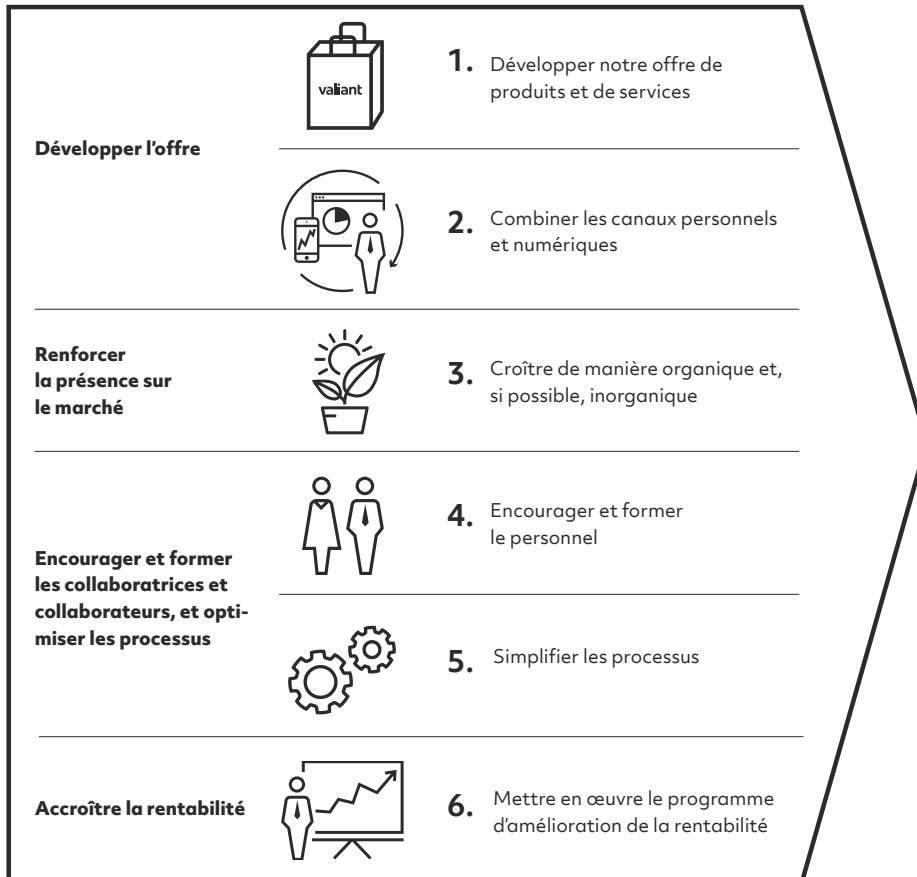 valiant
1. Développer notre offre de
produits et de services
Développer l'offre
2. Combiner les canaux personnels
et numériques
Renforcer
la présence sur
le marché
3. Croître de manière organique et,
si possible, inorganique
4. Encourager et former
le personnel
Encourager et former
les collaboratrices et
collaborateurs, et opti-
miser les processus
5. Simplifier les processus
Accroître la rentabilité
6. Mettre en œuvre le programme
d'amélioration de la rentabilité